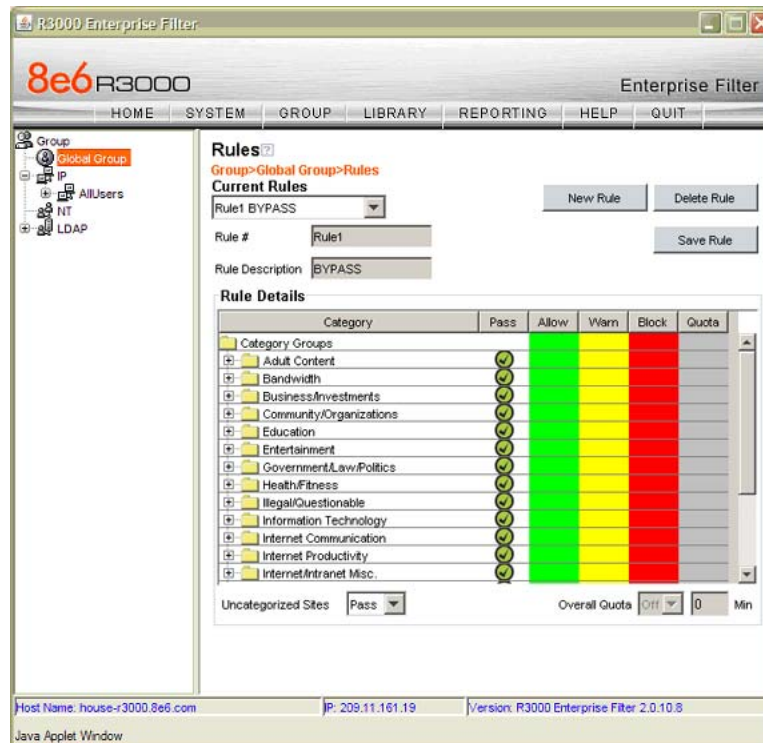 R3000 Enterprise Filter
8e6 R3000
Enterprise Filter
HOME SYSTEM GROUP LIBRARY REPORTING HELP QUIT
Group
Global Group
IP
AllUsers
NT
LDAP
Rules ?
Group>Global Group>Rules
Current Rules
Rule1 BYPASS
New Rule
Delete Rule
Rule #
Rule1
Save Rule
Rule Description
BYPASS
Rule Details
Category Pass Allow Warn Block Quota
Category Groups
Adult Content
Bandwidth
Business/Investments
Community/Organizations
Education
Entertainment
Government/Law/Politics
Health/Fitness
Illegal/Questionable
Information Technology
Internet Communication
Internet Productivity
Internet/Intranet Misc.
Uncategorized Sites Pass
Overall Quota Off 0 Min
Host Name: house-r3000.8e6.com
IP: 209.11.161.19
Version: R3000 Enterprise Filter 2.0.10.8
Java Applet Window